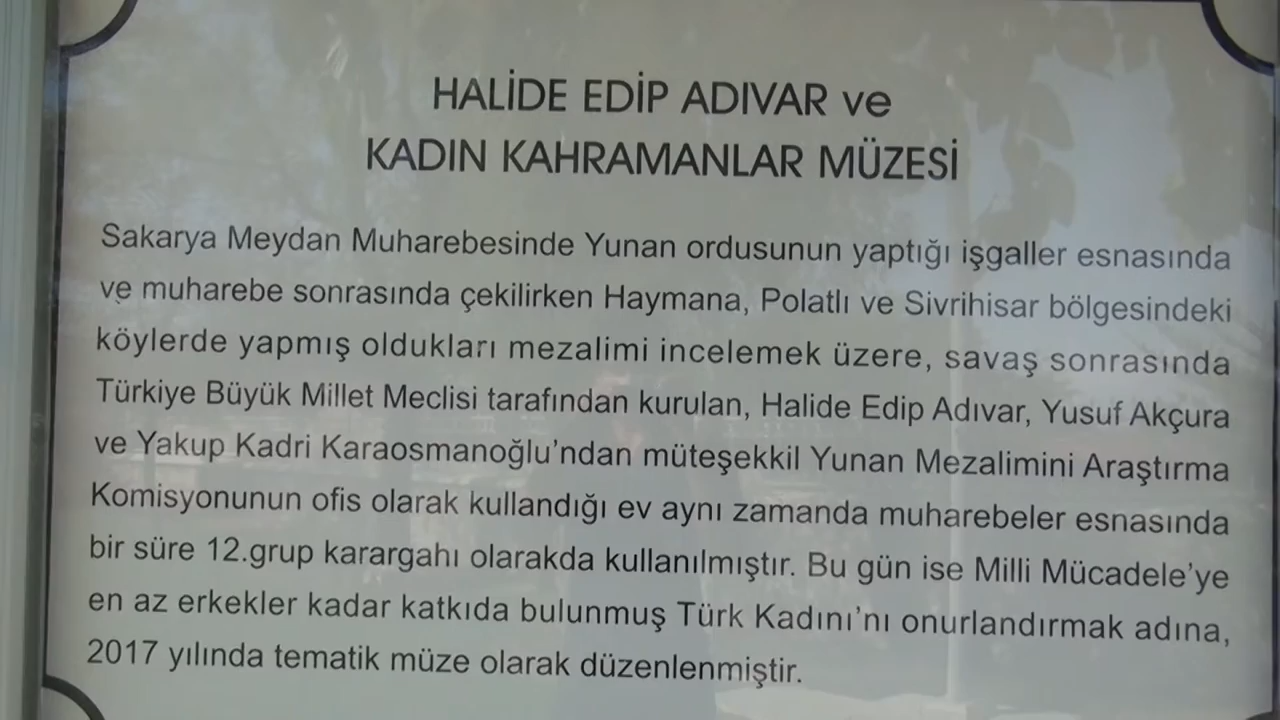 HALİDE EDİP ADIVAR ve
KADIN KAHRAMANLAR MÜZESİ
Sakarya Meydan Muharebesinde Yunan ordusunun yaptığı işgaller esnasında
ve muharebe sonrasında çekilirken Haymana, Polatlı ve Sivrihisar bölgesindeki
köylerde yapmış oldukları mezalimi incelemek üzere, savaş sonrasında
Türkiye Büyük Millet Meclisi tarafından kurulan, Halide Edip Adıvar, Yusuf Akçura
ve Yakup Kadri Karaosmanoğlu’ndan müteşekkil Yunan Mezalimini Araştırma
Komisyonunun ofis olarak kullandığı ev aynı zamanda muharebeler esnasında
bir süre 12.grup karargahı olarakda kullanılmıştır. Bu gün ise Milli Mücadele’ye
en az erkekler kadar katkıda bulunmuş Türk Kadını’nı onurlandırmak adına,
2017 yılında tematik müze olarak düzenlenmiştir.